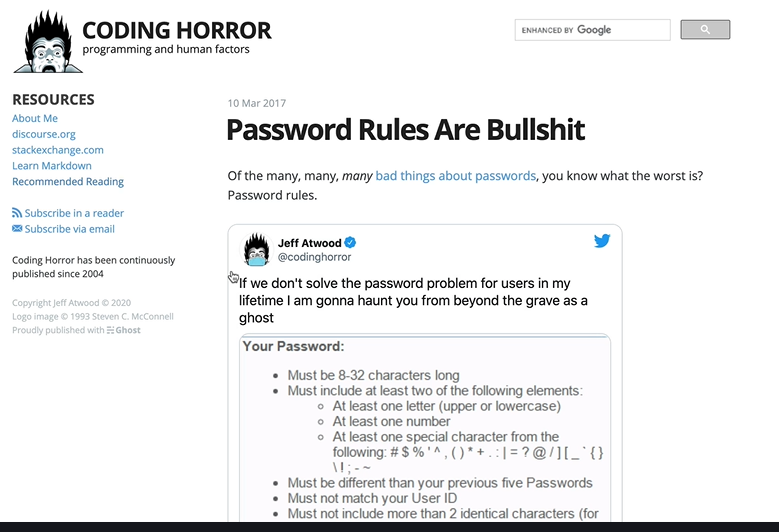 CODING HORROR
programming and human factors
ENHANCED BY Google
RESOURCES
About Me
discourse.org
stackexchange.com
Learn Markdown
Recommended Reading
Subscribe in a reader
Subscribe via email
Coding Horror has been continuously
published since 2004
Copyright Jeff Atwood © 2020
Logo image © 1993 Steven C. McConnell
Proudly published with Ghost
10 Mar 2017
Password Rules Are Bullshit
Of the many, many, many bad things about passwords, you know what the worst is?
Password rules.
Jeff Atwood
@codinghorror
If we don't solve the password problem for users in my
lifetime I am gonna haunt you from beyond the grave as a
ghost
Your Password:
• Must be 8-32 characters long
• Must include at least two of the following elements:
○ At least one letter (upper or lowercase)
○ At least one number
○ At least one special character from the
following: # $ % ' ^ , ( ) * + . : | = ? @ / ] [ _ ` { }
\ ! ; - ~
• Must be different than your previous five Passwords
• Must not match your User ID
• Must not include more than 2 identical characters (for